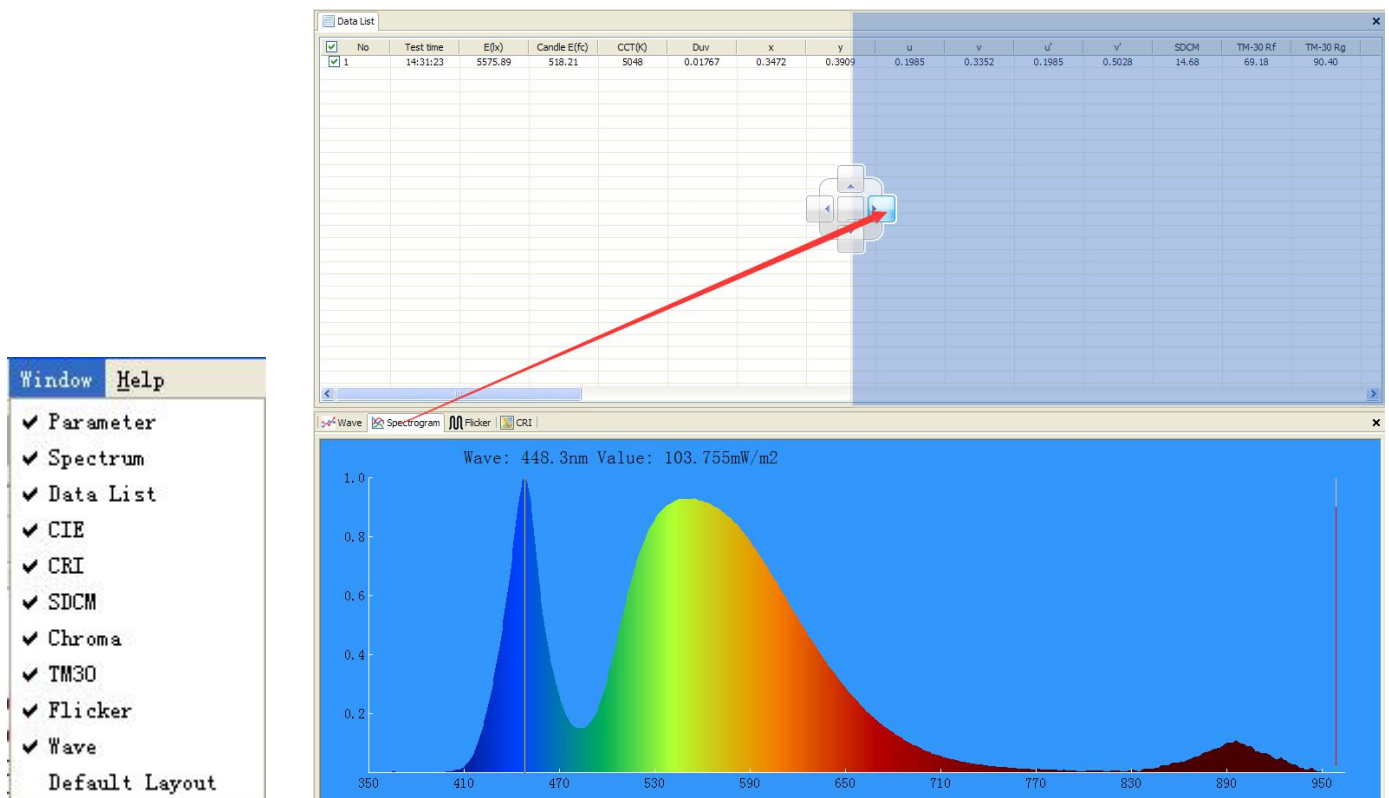 Data List
No Test time E(lx) Candle E(fc) CCT(K) Duv x y u v u' v' SDCM TM-30 Rf TM-30 Rg
1 14:31:23 5575.89 518.21 5048 0.01767 0.3472 0.3909 0.1985 0.3352 0.1985 0.5028 14.68 69.18 90.40
Window Help
Parameter
Spectrum
Data List
CIE
CRI
SDCM
Chroma
TM30
Flicker
Wave
Default Layout
Wave Spectrogram Flicker CRI
Wave: 448.3nm Value: 103.755mW/m2
1.0
0.8
0.6
0.4
0.2
350 410 470 530 590 650 710 770 830 890 950